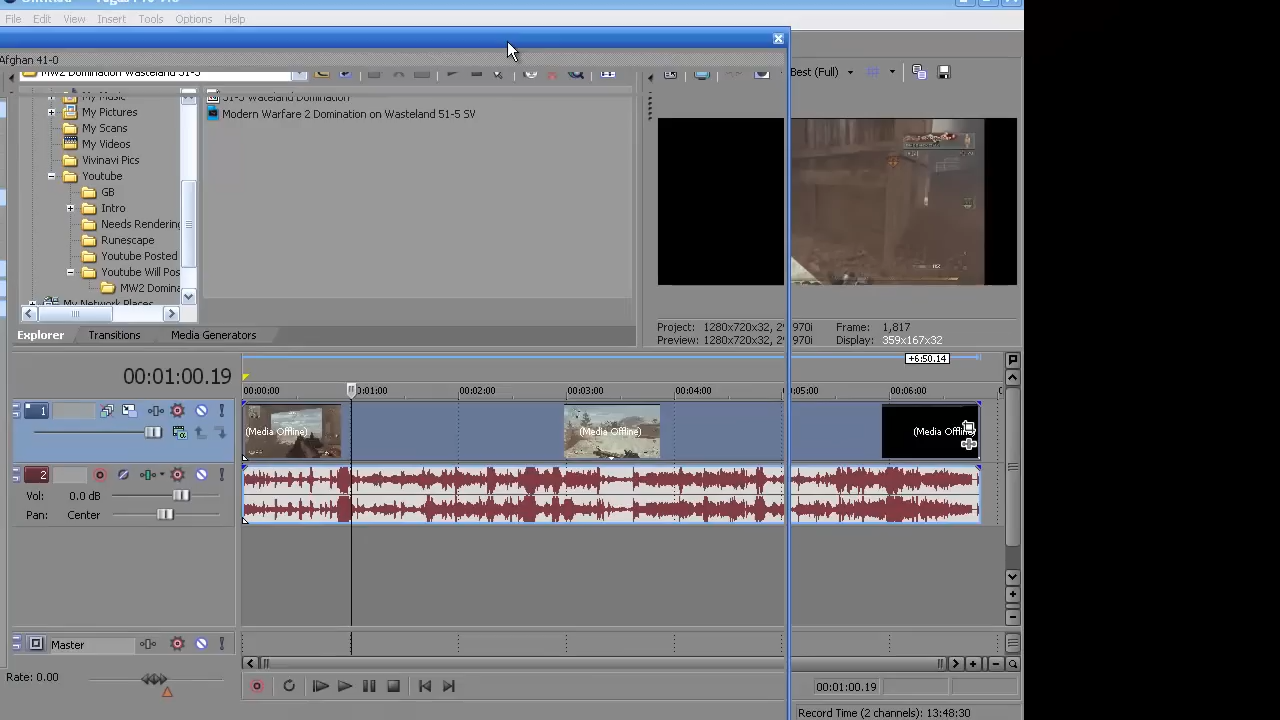 File Edit View Insert Tools Options Help
Afghan 41-0
MW2 Domination Wasteland 51-5
Best (Full)
My Music
My Pictures
My Scans
My Videos
Vivinavi Pics
Youtube
GB
Intro
Needs Rendering
Runescape
Youtube Posted
Youtube Will Pos
MW2 Domina
My Network Places
51-5 Wasteland Domination
Modern Warfare 2 Domination on Wasteland 51-5 SV
Explorer Transitions Media Generators
Project: 1280x720x32, 29.970i Frame: 1,817
Preview: 1280x720x32, 29.970i Display: 359x167x32
+6:50.14
00:01:00.19
00:00:00 00:01:00 00:02:00 00:03:00 00:04:00 00:05:00 00:06:00
1
(Media Offline) (Media Offline) (Media Offline)
2
Vol: 0.0 dB
Pan: Center
Master
Rate: 0.00
00:01:00.19
Record Time (2 channels): 13:48:30